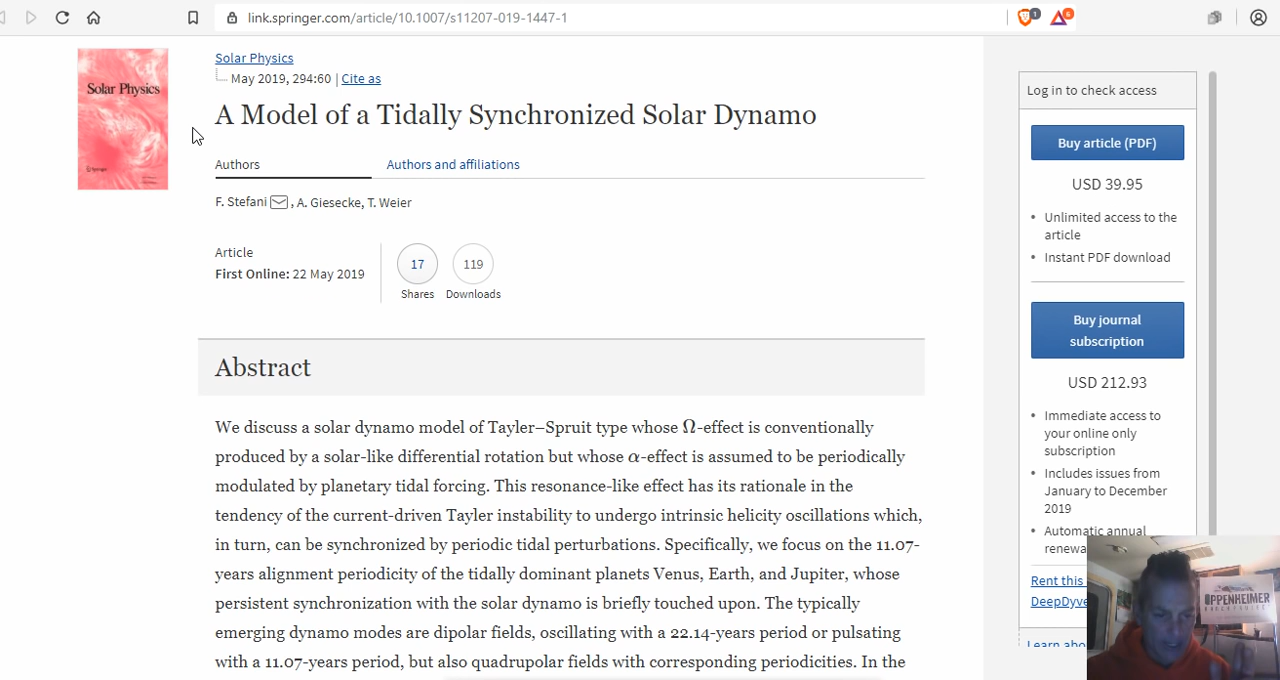 link.springer.com/article/10.1007/s11207-019-1447-1
1
6
Solar Physics
Solar Physics
May 2019, 294:60 | Cite as
A Model of a Tidally Synchronized Solar Dynamo
Authors
Authors and affiliations
F. Stefani , A. Giesecke, T. Weier
Article
First Online: 22 May 2019
17
Shares
119
Downloads
Abstract
We discuss a solar dynamo model of Tayler–Spruit type whose Ω-effect is conventionally
produced by a solar-like differential rotation but whose α-effect is assumed to be periodically
modulated by planetary tidal forcing. This resonance-like effect has its rationale in the
tendency of the current-driven Tayler instability to undergo intrinsic helicity oscillations which,
in turn, can be synchronized by periodic tidal perturbations. Specifically, we focus on the 11.07-
years alignment periodicity of the tidally dominant planets Venus, Earth, and Jupiter, whose
persistent synchronization with the solar dynamo is briefly touched upon. The typically
emerging dynamo modes are dipolar fields, oscillating with a 22.14-years period or pulsating
with a 11.07-years period, but also quadrupolar fields with corresponding periodicities. In the
Log in to check access
Buy article (PDF)
USD 39.95
• Unlimited access to the
article
• Instant PDF download
Buy journal
subscription
USD 212.93
• Immediate access to
your online only
subscription
• Includes issues from
January to December
2019
• Automatic annual
renewa
Rent this
DeepDyve
Learn abo
OPPENHEIMER